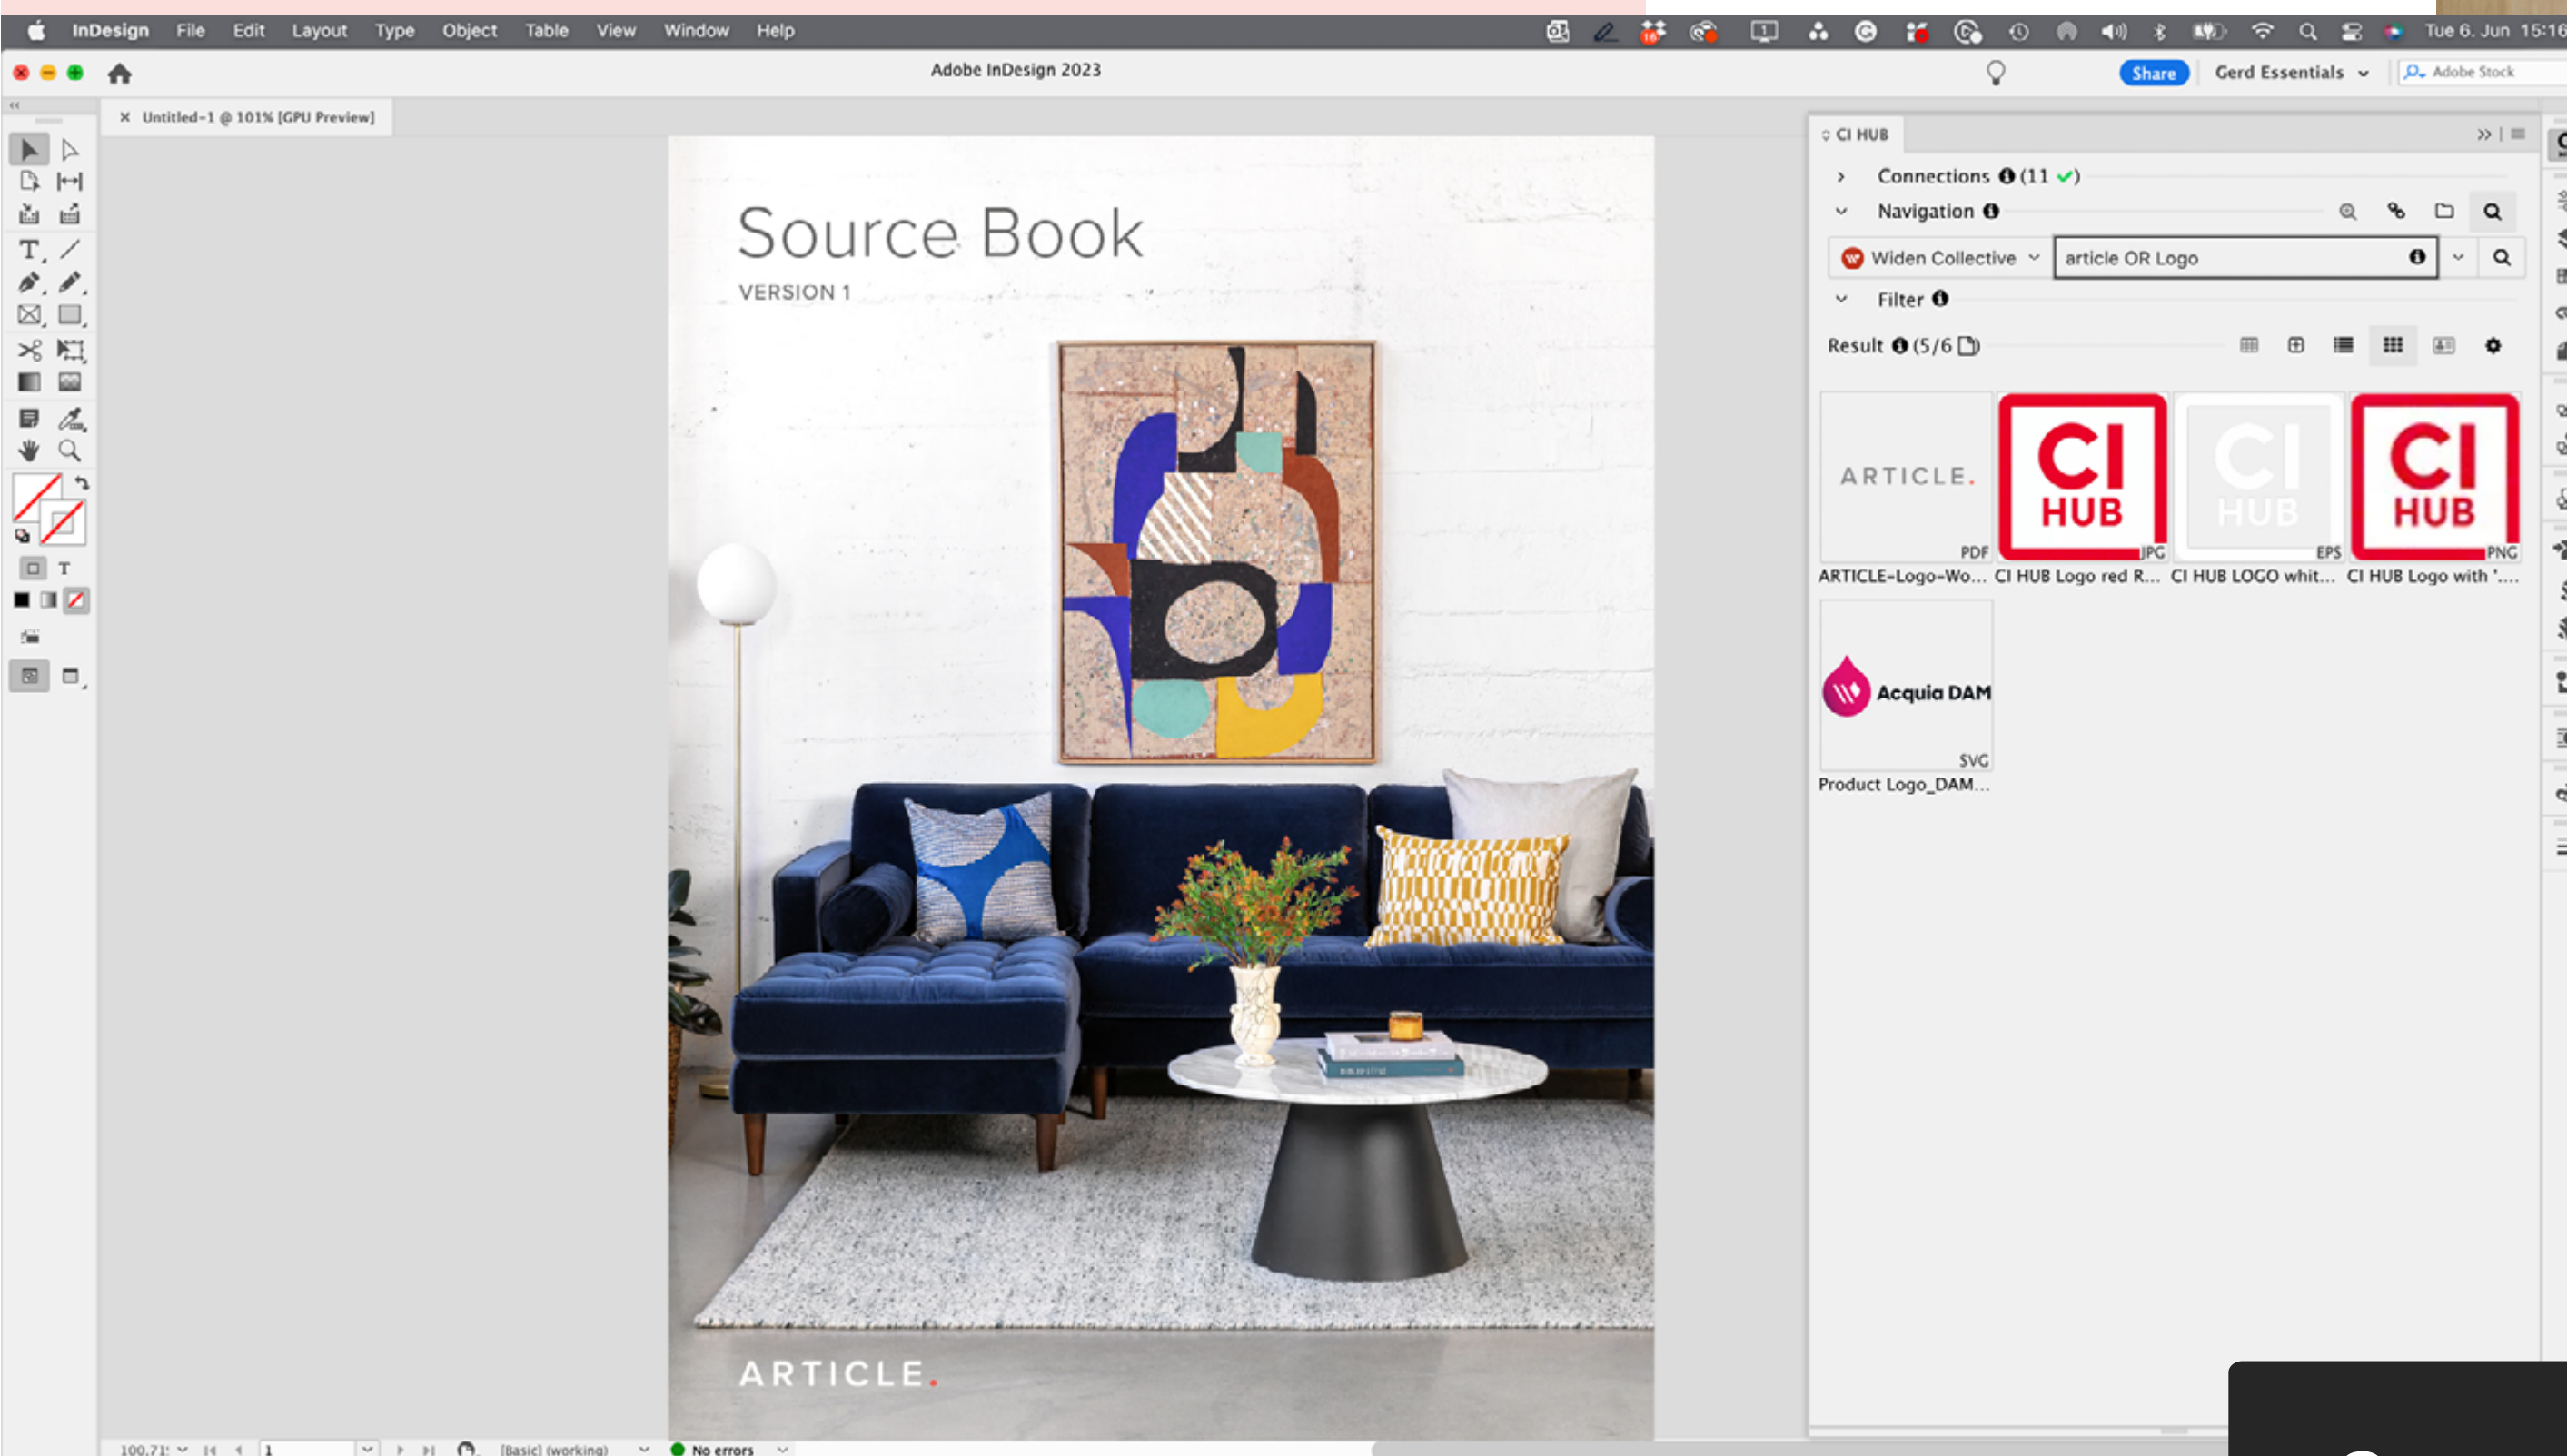 InDesign File Edit Layout Type Object Table View Window Help
Tue 6. Jun 15:16
Adobe InDesign 2023
Share
Gerd Essentials
Adobe Stock
× Untitled-1 @ 101% [GPU Preview]
Source Book
VERSION 1
ARTICLE.
CI HUB
Connections (11 ✓)
Navigation
Widen Collective
article OR Logo
Filter
Result (5/6
ARTICLE.
PDF
CI
HUB
JPG
CI
HUB
EPS
CI
HUB
PNG
ARTICLE-Logo-Wo...
CI HUB Logo red R...
CI HUB LOGO whit...
CI HUB Logo with '....
Acquia DAM
SVG
Product Logo_DAM...
1
[Basic] (working)
No errors